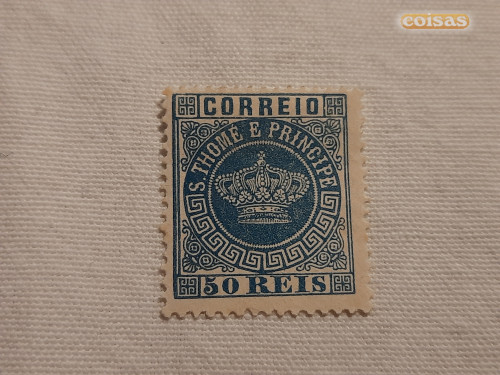 coisas
CORREIO
S. THOMÉ E PRINCIPE
50 REIS